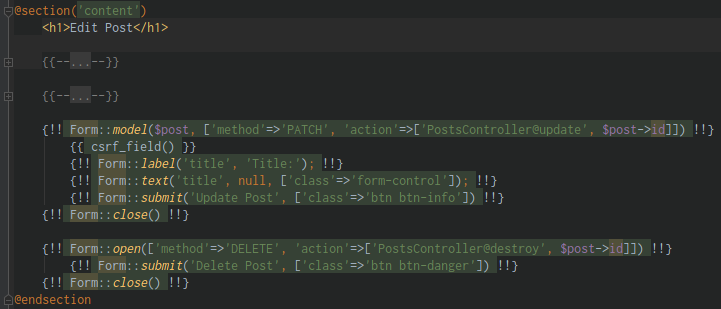 @section('content')
<h1>Edit Post</h1>
{{--...--}}
{{--...--}}
{!! Form::model($post, ['method'=>'PATCH', 'action'=>['PostsController@update', $post->id]]) !!}
{{ csrf_field() }}
{!! Form::label('title', 'Title:'); !!}
{!! Form::text('title', null, ['class'=>'form-control']); !!}
{!! Form::submit('Update Post', ['class'=>'btn btn-info']) !!}
{!! Form::close() !!}
{!! Form::open(['method'=>'DELETE', 'action'=>['PostsController@destroy', $post->id]]) !!}
{!! Form::submit('Delete Post', ['class'=>'btn btn-danger']) !!}
{!! Form::close() !!}
@endsection